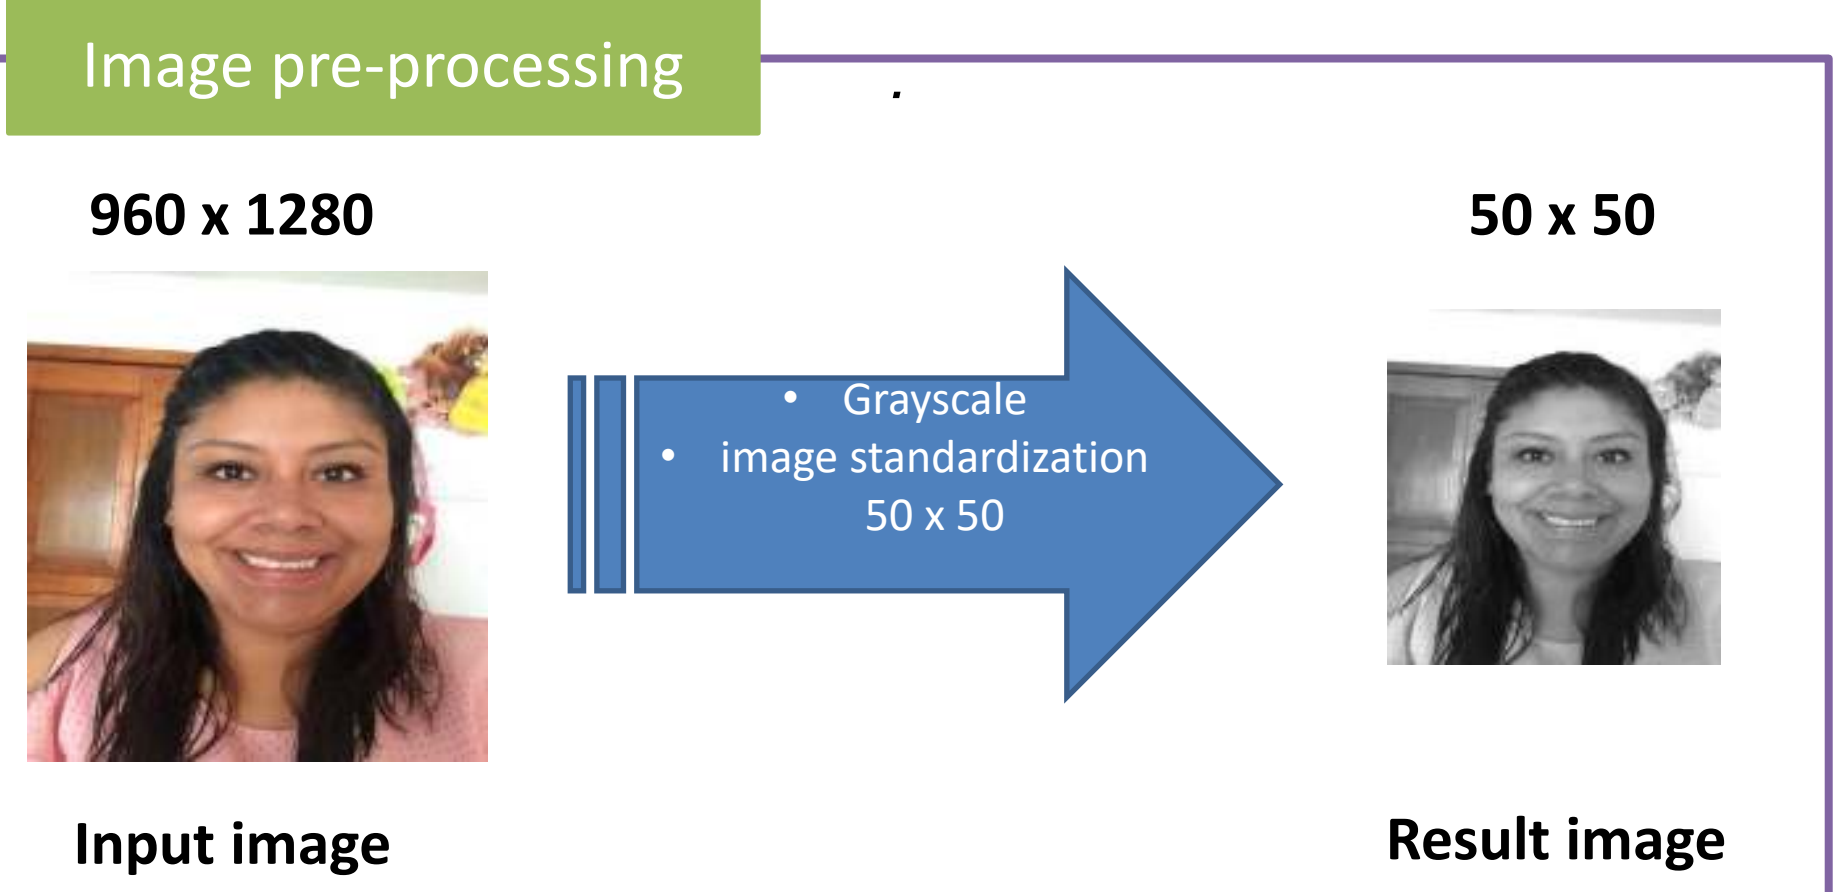 Image pre-processing
.
960 x 1280
50 x 50
• Grayscale
• image standardization
50 x 50
Input image
Result image